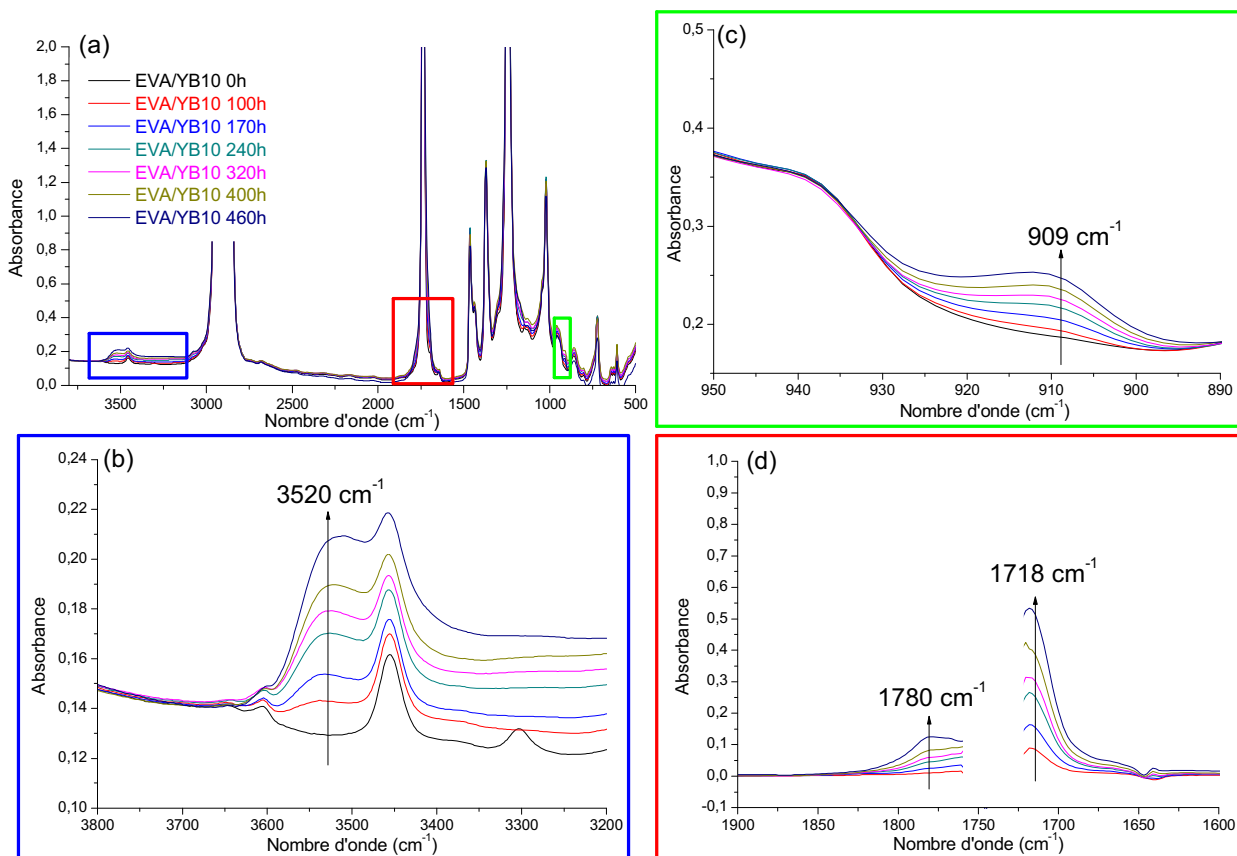 (a)
2,0
1,8
1,6
1,4
1,2
1,0
0,8
0,6
0,4
0,2
0,0
Absorbance
EVA/YB10 0h
EVA/YB10 100h
EVA/YB10 170h
EVA/YB10 240h
EVA/YB10 320h
EVA/YB10 400h
EVA/YB10 460h
3500 3000 2500 2000 1500 1000 500
Nombre d'onde (cm⁻¹)
(c)
0,5
0,4
0,3
0,2
Absorbance
909 cm⁻¹
950 940 930 920 910 900 890
Nombre d'onde (cm⁻¹)
(b)
0,24
0,22
0,20
0,18
0,16
0,14
0,12
0,10
Absorbance
3520 cm⁻¹
3800 3700 3600 3500 3400 3300 3200
Nombre d'onde (cm⁻¹)
(d)
1,0
0,9
0,8
0,7
0,6
0,5
0,4
0,3
0,2
0,1
0,0
-0,1
Absorbance
1718 cm⁻¹
1780 cm⁻¹
1900 1850 1800 1750 1700 1650 1600
Nombre d'onde (cm⁻¹)